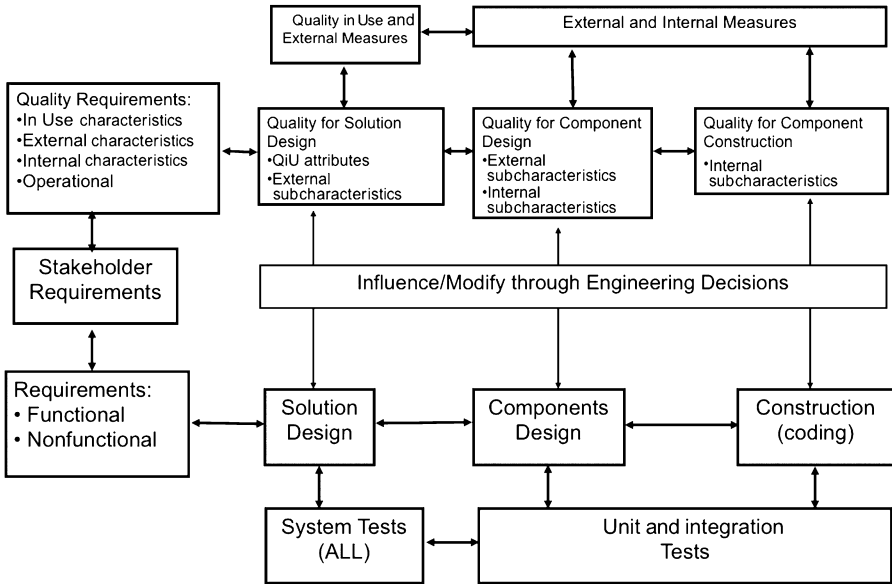 Quality in Use and
External Measures
External and Internal Measures
Quality Requirements:
•In Use characteristics
•External characteristics
•Internal characteristics
•Operational
Quality for Solution
Design
•QiU attributes
•External
subcharacteristics
Quality for Component
Design
•External
subcharacteristics
•Internal
subcharacteristics
Quality for Component
Construction
•Internal
subcharacteristics
Stakeholder
Requirements
Influence/Modify through Engineering Decisions
Requirements:
• Functional
• Nonfunctional
Solution
Design
Components
Design
Construction
(coding)
System Tests
(ALL)
Unit and integration
Tests